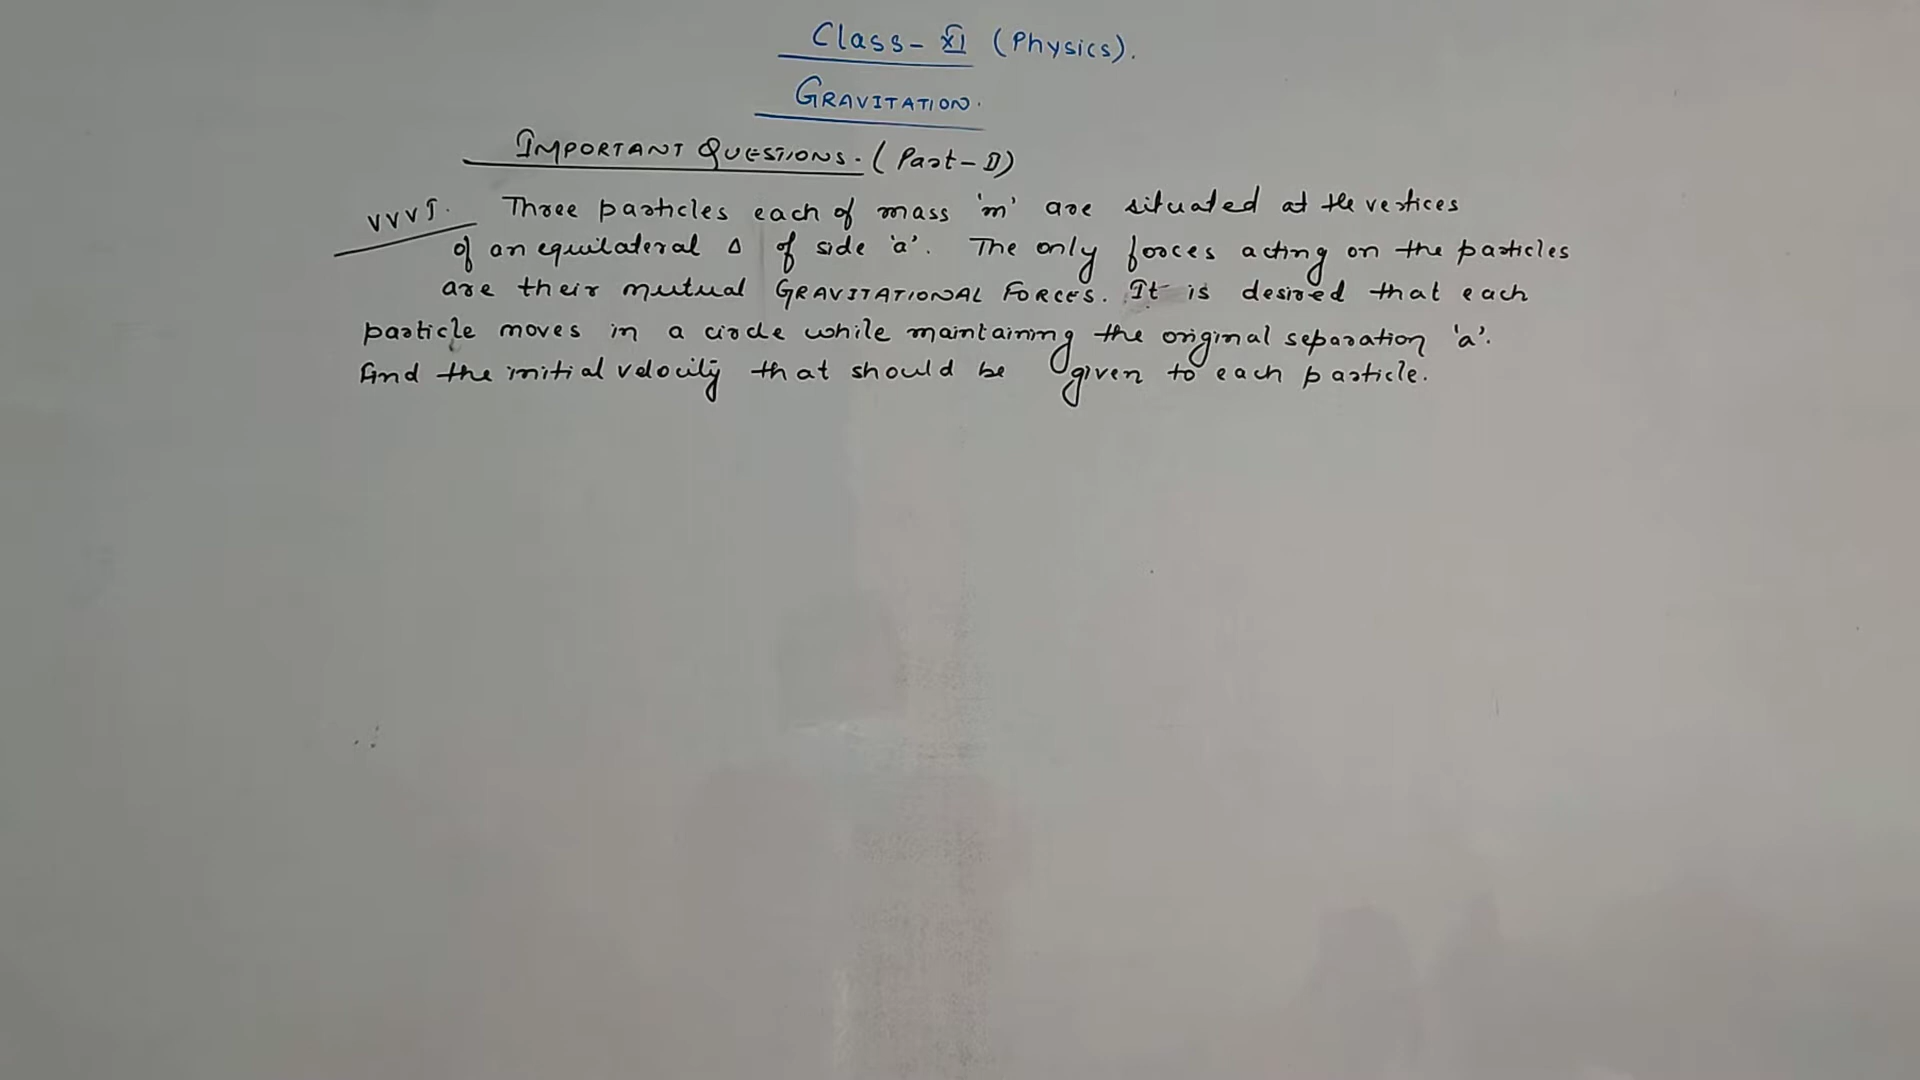 Class- XI (Physics).
GRAVITATION.
IMPORTANT QUESTIONS. (Part-I)
VVVI. Three particles each of mass 'm' are situated at the vertices
of an equilateral Δ of side 'a'. The only forces acting on the particles
are their mutual GRAVITATIONAL FORCES. It is desired that each
particle moves in a circle while maintaining the original separation 'a'.
find the initial velocity that should be given to each particle.